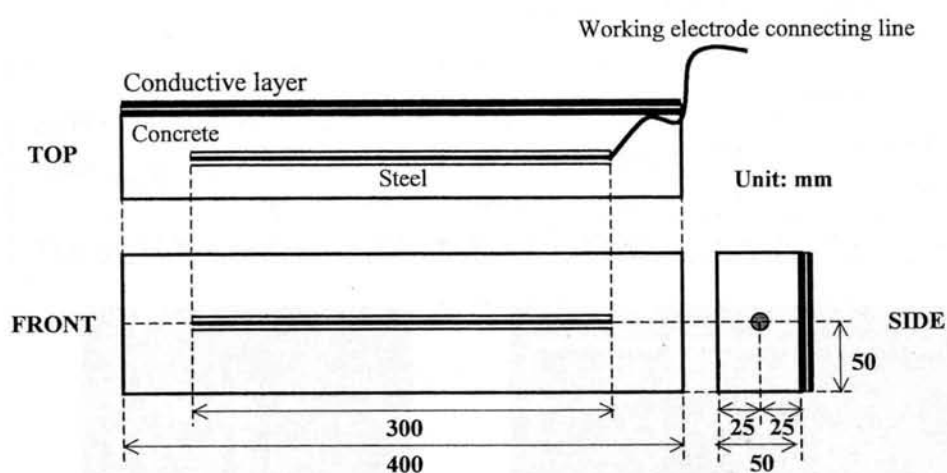 Working electrode connecting line
Conductive layer
Concrete
TOP
Steel
Unit: mm
FRONT
SIDE
50
25 25
300
50
400